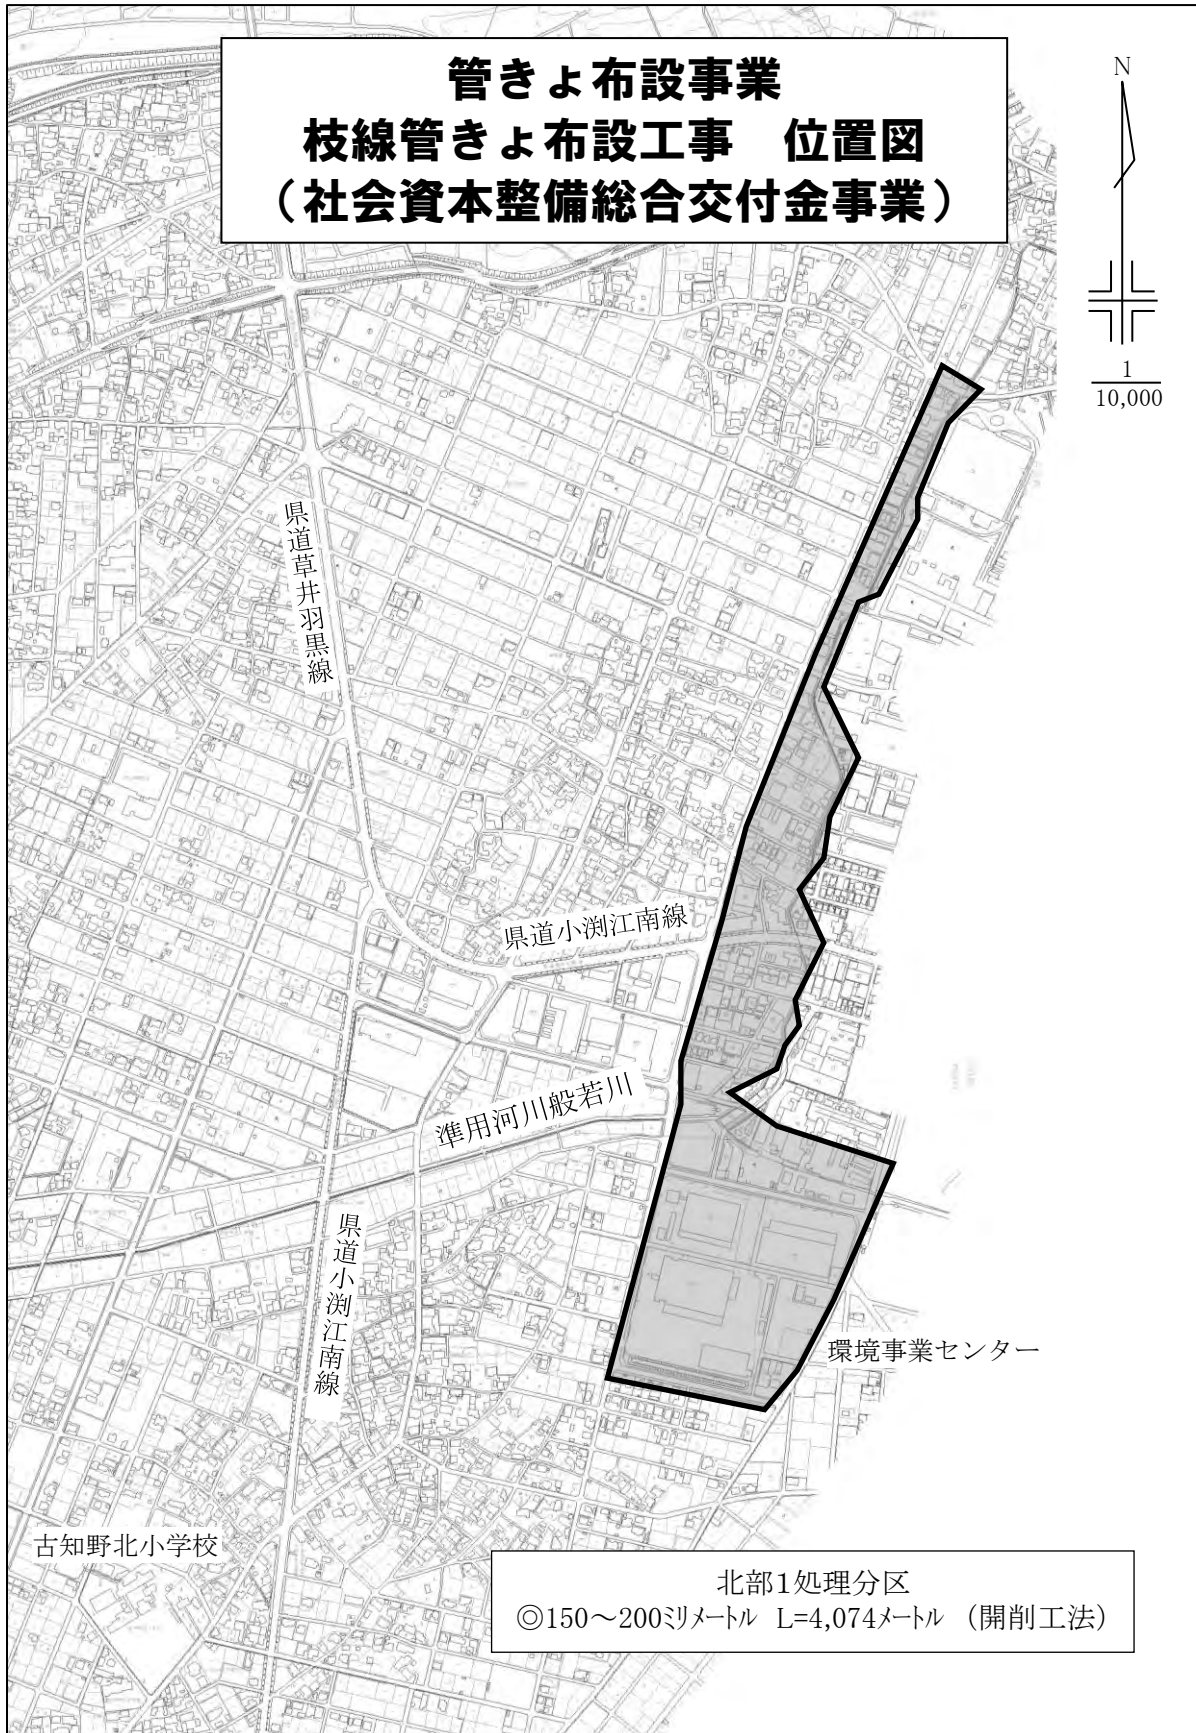 管きょ布設事業
枝線管きょ布設工事　位置図
（社会資本整備総合交付金事業）
N
1
10,000
県道草井羽黒線
県道小渕江南線
準用河川般若川
県道小渕江南線
環境事業センター
古知野北小学校
北部1処理分区
◎150～200ミリメートル L=4,074メートル （開削工法）